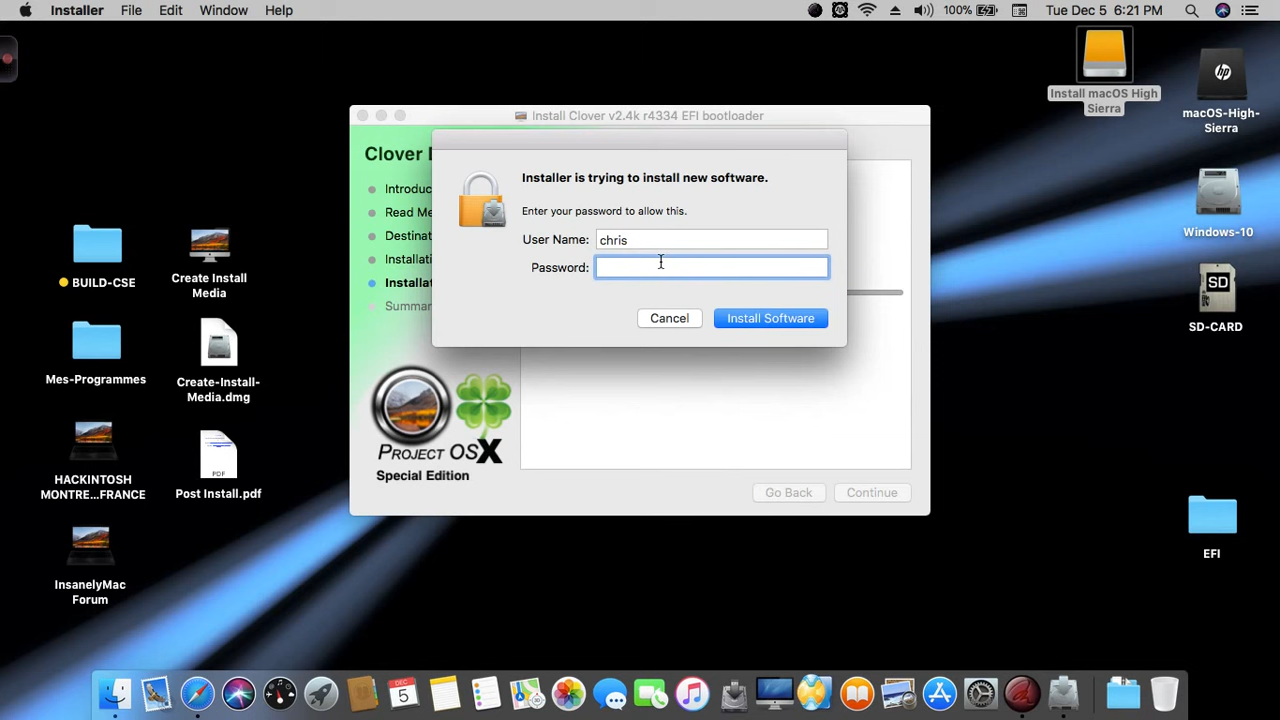 Installer File Edit Window Help 100% Tue Dec 5 6:21 PM
Install macOS High
Sierra
hp
macOS-High-
Sierra
Install Clover v2.4k r4334 EFI bootloader
Clover
Installer is trying to install new software.
Enter your password to allow this.
User Name: chris
Password:
Cancel Install Software
Introduc
Read Me
Destinat
Installati
Installat
Summar
Windows-10
SD
SD-CARD
BUILD-CSE
Create Install
Media
Mes-Programmes
Create-Install-
Media.dmg
PROJECT OSX
Special Edition
HACKINTOSH
MONTRE...FRANCE
PDF
Post Install.pdf
Go Back Continue
EFI
InsanelyMac
Forum
DEC
5